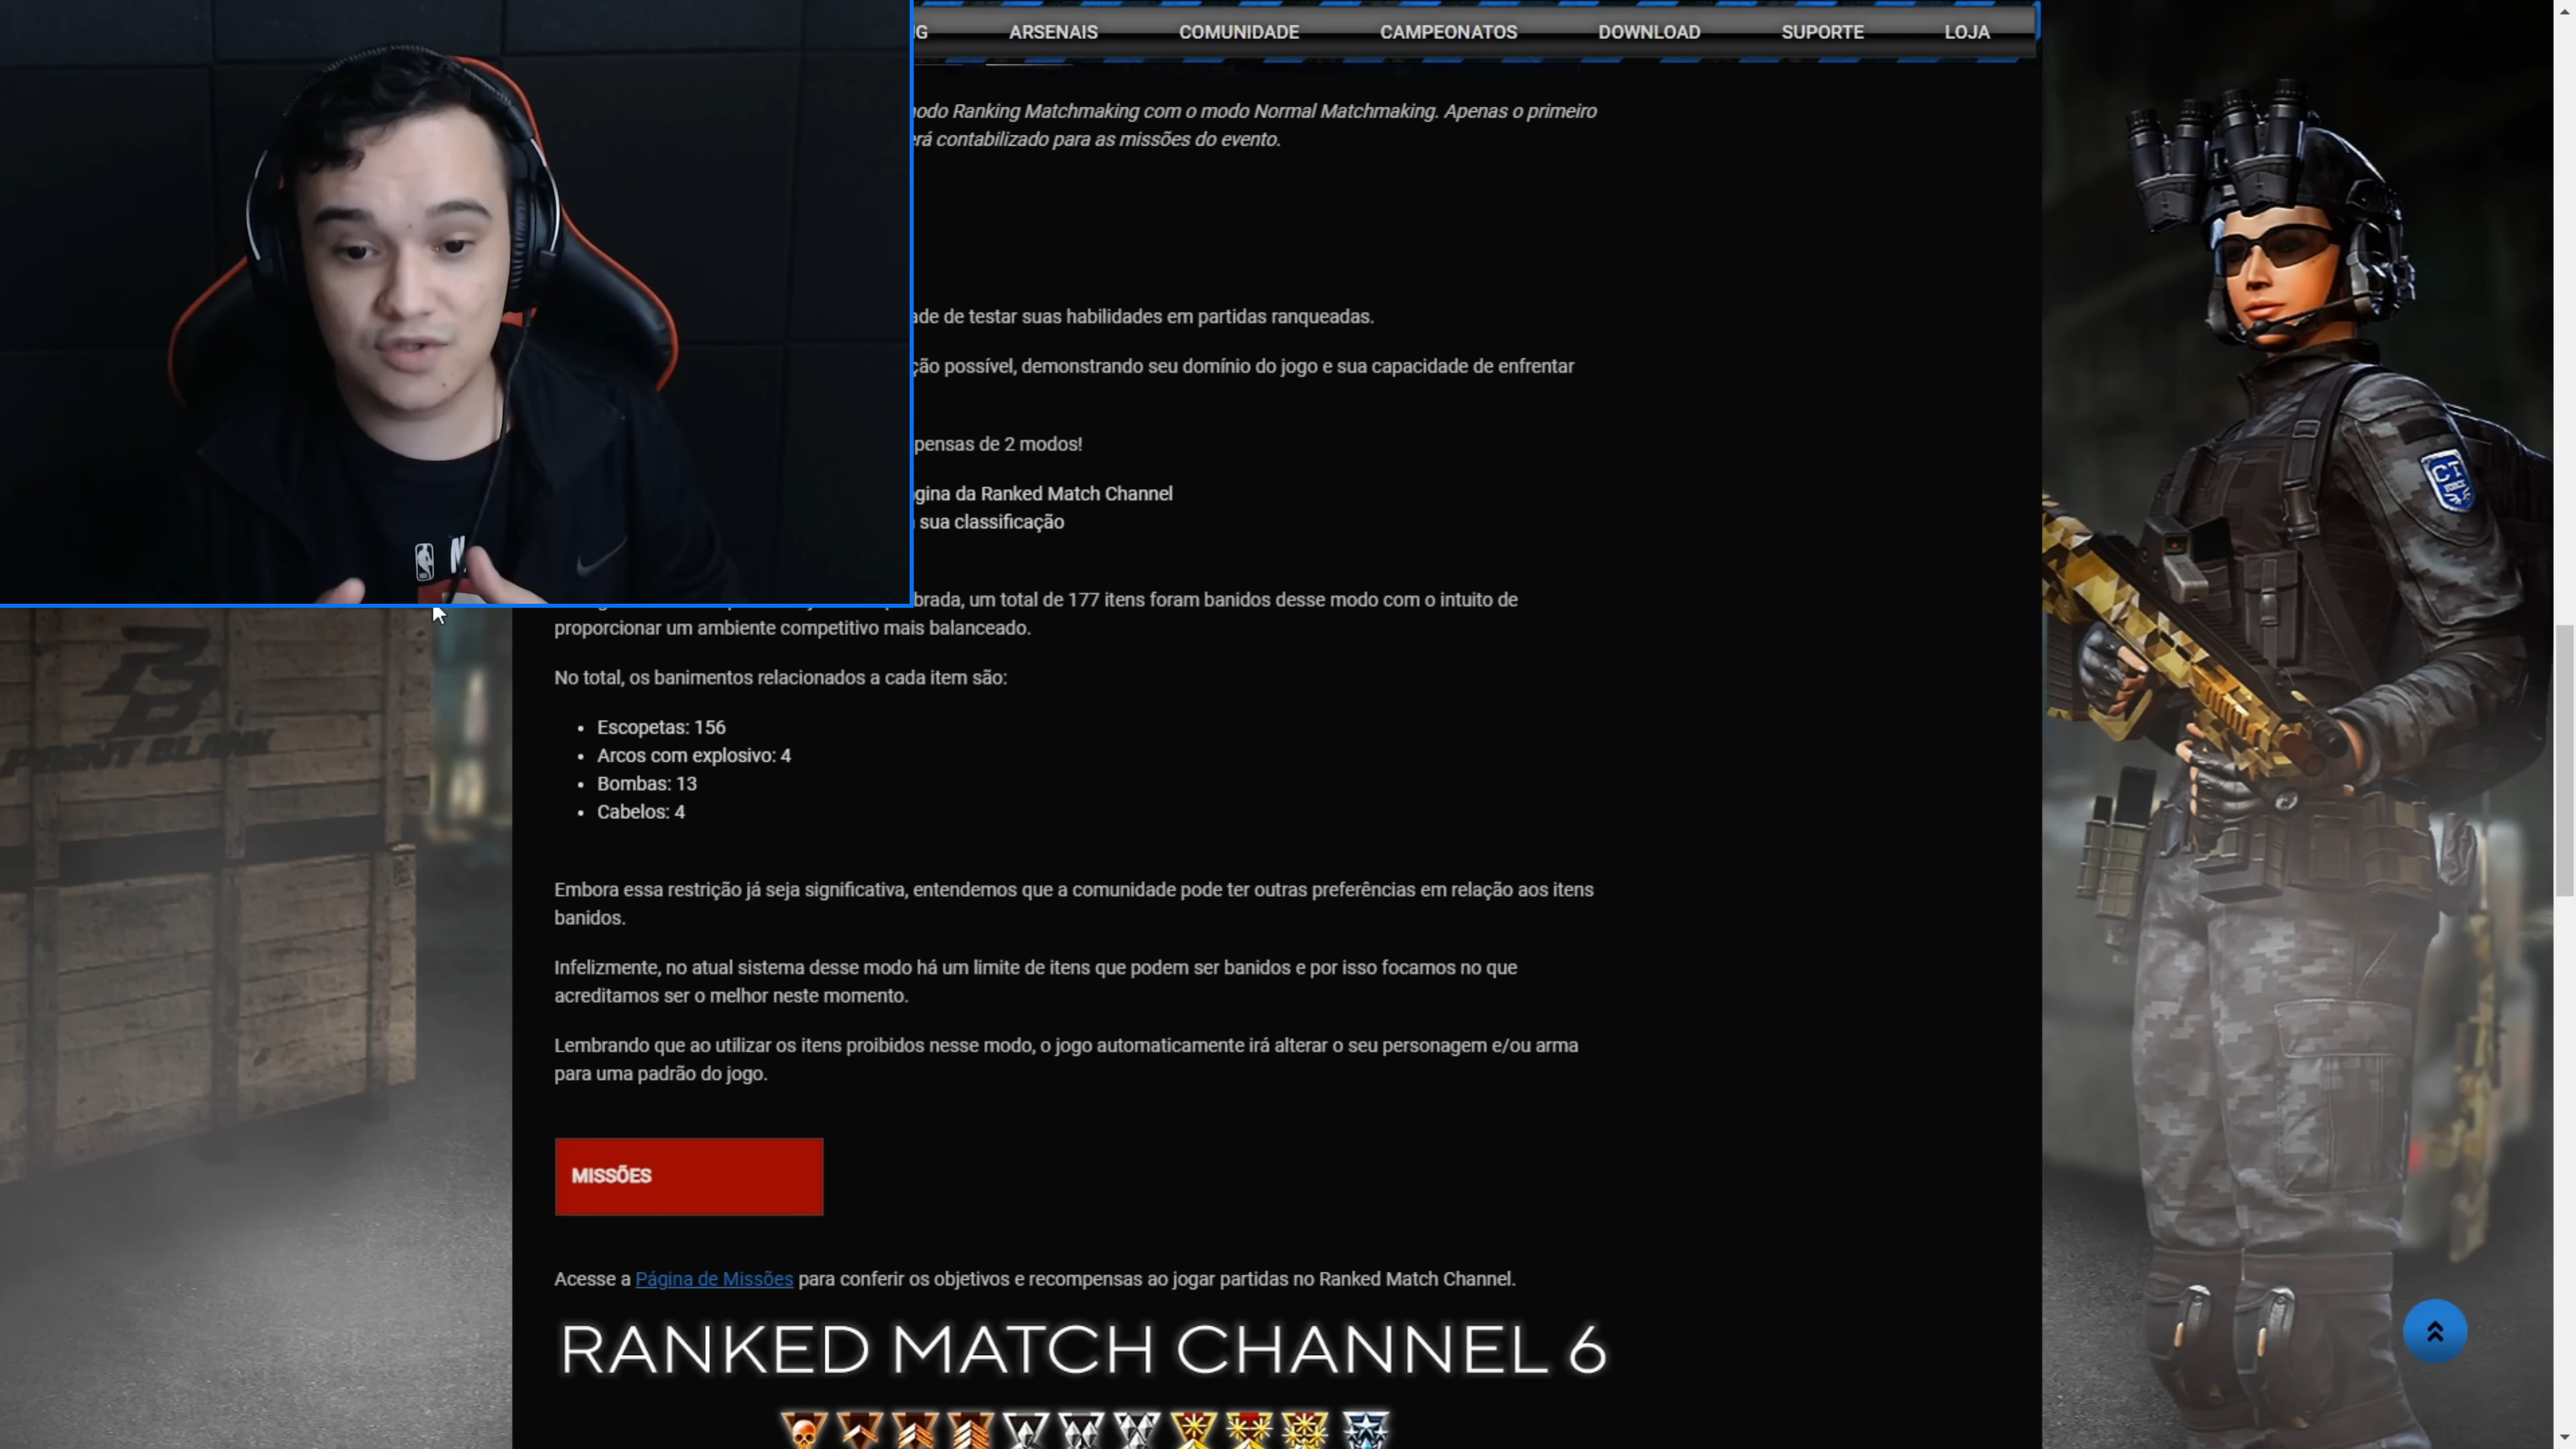 ARSENAIS COMUNIDADE CAMPEONATOS DOWNLOAD SUPORTE LOJA
Ranking Matchmaking com o modo Normal Matchmaking. Apenas o primeiro
contabilizado para as missões do evento.
de testar suas habilidades em partidas ranqueadas.
possível, demonstrando seu domínio do jogo e sua capacidade de enfrentar
de 2 modos!
da Ranked Match Channel
sua classificação
um total de 177 itens foram banidos desse modo com o intuito de
proporcionar um ambiente competitivo mais balanceado.
No total, os banimentos relacionados a cada item são:
• Escopetas: 156
• Arcos com explosivo: 4
• Bombas: 13
• Cabelos: 4
Embora essa restrição já seja significativa, entendemos que a comunidade pode ter outras preferências em relação aos itens
banidos.
Infelizmente, no atual sistema desse modo há um limite de itens que podem ser banidos e por isso focamos no que
acreditamos ser o melhor neste momento.
Lembrando que ao utilizar os itens proibidos nesse modo, o jogo automaticamente irá alterar o seu personagem e/ou arma
para uma padrão do jogo.
MISSÕES
Acesse a Página de Missões para conferir os objetivos e recompensas ao jogar partidas no Ranked Match Channel.
RANKED MATCH CHANNEL 6
POINT BLANK
CT
FORCE